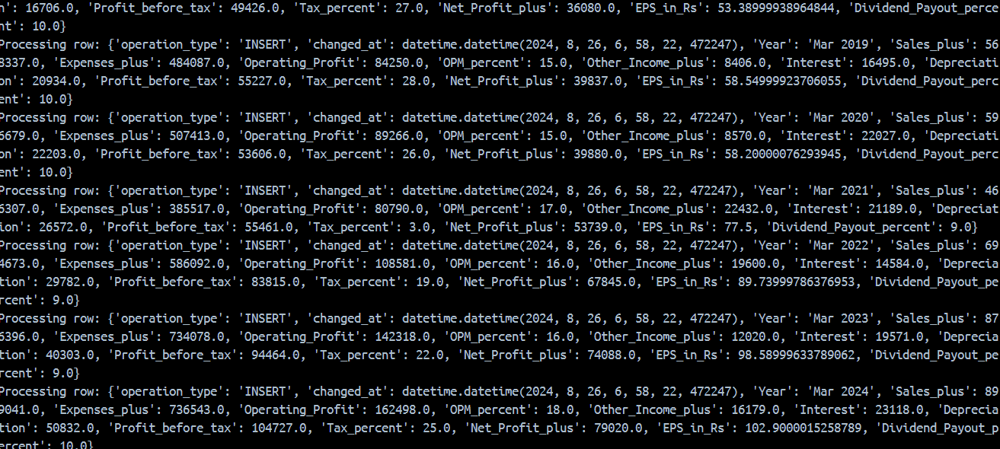 n': 16706.0, 'Profit_before_tax': 49426.0, 'Tax_percent': 27.0, 'Net_Profit_plus': 36080.0, 'EPS_in_Rs': 53.38999938964844, 'Dividend_Payout_perce
nt': 10.0}
Processing row: {'operation_type': 'INSERT', 'changed_at': datetime.datetime(2024, 8, 26, 6, 58, 22, 472247), 'Year': 'Mar 2019', 'Sales_plus': 56
8337.0, 'Expenses_plus': 484087.0, 'Operating_Profit': 84250.0, 'OPM_percent': 15.0, 'Other_Income_plus': 8406.0, 'Interest': 16495.0, 'Depreciati
on': 20934.0, 'Profit_before_tax': 55227.0, 'Tax_percent': 28.0, 'Net_Profit_plus': 39837.0, 'EPS_in_Rs': 58.54999923706055, 'Dividend_Payout_perc
ent': 10.0}
Processing row: {'operation_type': 'INSERT', 'changed_at': datetime.datetime(2024, 8, 26, 6, 58, 22, 472247), 'Year': 'Mar 2020', 'Sales_plus': 59
6679.0, 'Expenses_plus': 507413.0, 'Operating_Profit': 89266.0, 'OPM_percent': 15.0, 'Other_Income_plus': 8570.0, 'Interest': 22027.0, 'Depreciati
on': 22203.0, 'Profit_before_tax': 53606.0, 'Tax_percent': 26.0, 'Net_Profit_plus': 39880.0, 'EPS_in_Rs': 58.20000076293945, 'Dividend_Payout_perc
ent': 10.0}
Processing row: {'operation_type': 'INSERT', 'changed_at': datetime.datetime(2024, 8, 26, 6, 58, 22, 472247), 'Year': 'Mar 2021', 'Sales_plus': 46
6307.0, 'Expenses_plus': 385517.0, 'Operating_Profit': 80790.0, 'OPM_percent': 17.0, 'Other_Income_plus': 22432.0, 'Interest': 21189.0, 'Depreciat
ion': 26572.0, 'Profit_before_tax': 55461.0, 'Tax_percent': 3.0, 'Net_Profit_plus': 53739.0, 'EPS_in_Rs': 77.5, 'Dividend_Payout_percent': 9.0}
Processing row: {'operation_type': 'INSERT', 'changed_at': datetime.datetime(2024, 8, 26, 6, 58, 22, 472247), 'Year': 'Mar 2022', 'Sales_plus': 69
4673.0, 'Expenses_plus': 586092.0, 'Operating_Profit': 108581.0, 'OPM_percent': 16.0, 'Other_Income_plus': 19600.0, 'Interest': 14584.0, 'Deprecia
tion': 29782.0, 'Profit_before_tax': 83815.0, 'Tax_percent': 19.0, 'Net_Profit_plus': 67845.0, 'EPS_in_Rs': 89.73999786376953, 'Dividend_Payout_pe
rcent': 9.0}
Processing row: {'operation_type': 'INSERT', 'changed_at': datetime.datetime(2024, 8, 26, 6, 58, 22, 472247), 'Year': 'Mar 2023', 'Sales_plus': 87
6396.0, 'Expenses_plus': 734078.0, 'Operating_Profit': 142318.0, 'OPM_percent': 16.0, 'Other_Income_plus': 12020.0, 'Interest': 19571.0, 'Deprecia
tion': 40303.0, 'Profit_before_tax': 94464.0, 'Tax_percent': 22.0, 'Net_Profit_plus': 74088.0, 'EPS_in_Rs': 98.58999633789062, 'Dividend_Payout_pe
rcent': 9.0}
Processing row: {'operation_type': 'INSERT', 'changed_at': datetime.datetime(2024, 8, 26, 6, 58, 22, 472247), 'Year': 'Mar 2024', 'Sales_plus': 89
9041.0, 'Expenses_plus': 736543.0, 'Operating_Profit': 162498.0, 'OPM_percent': 18.0, 'Other_Income_plus': 16179.0, 'Interest': 23118.0, 'Deprecia
tion': 50832.0, 'Profit_before_tax': 104727.0, 'Tax_percent': 25.0, 'Net_Profit_plus': 79020.0, 'EPS_in_Rs': 102.9000015258789, 'Dividend_Payout_p
ercent': 10.0}